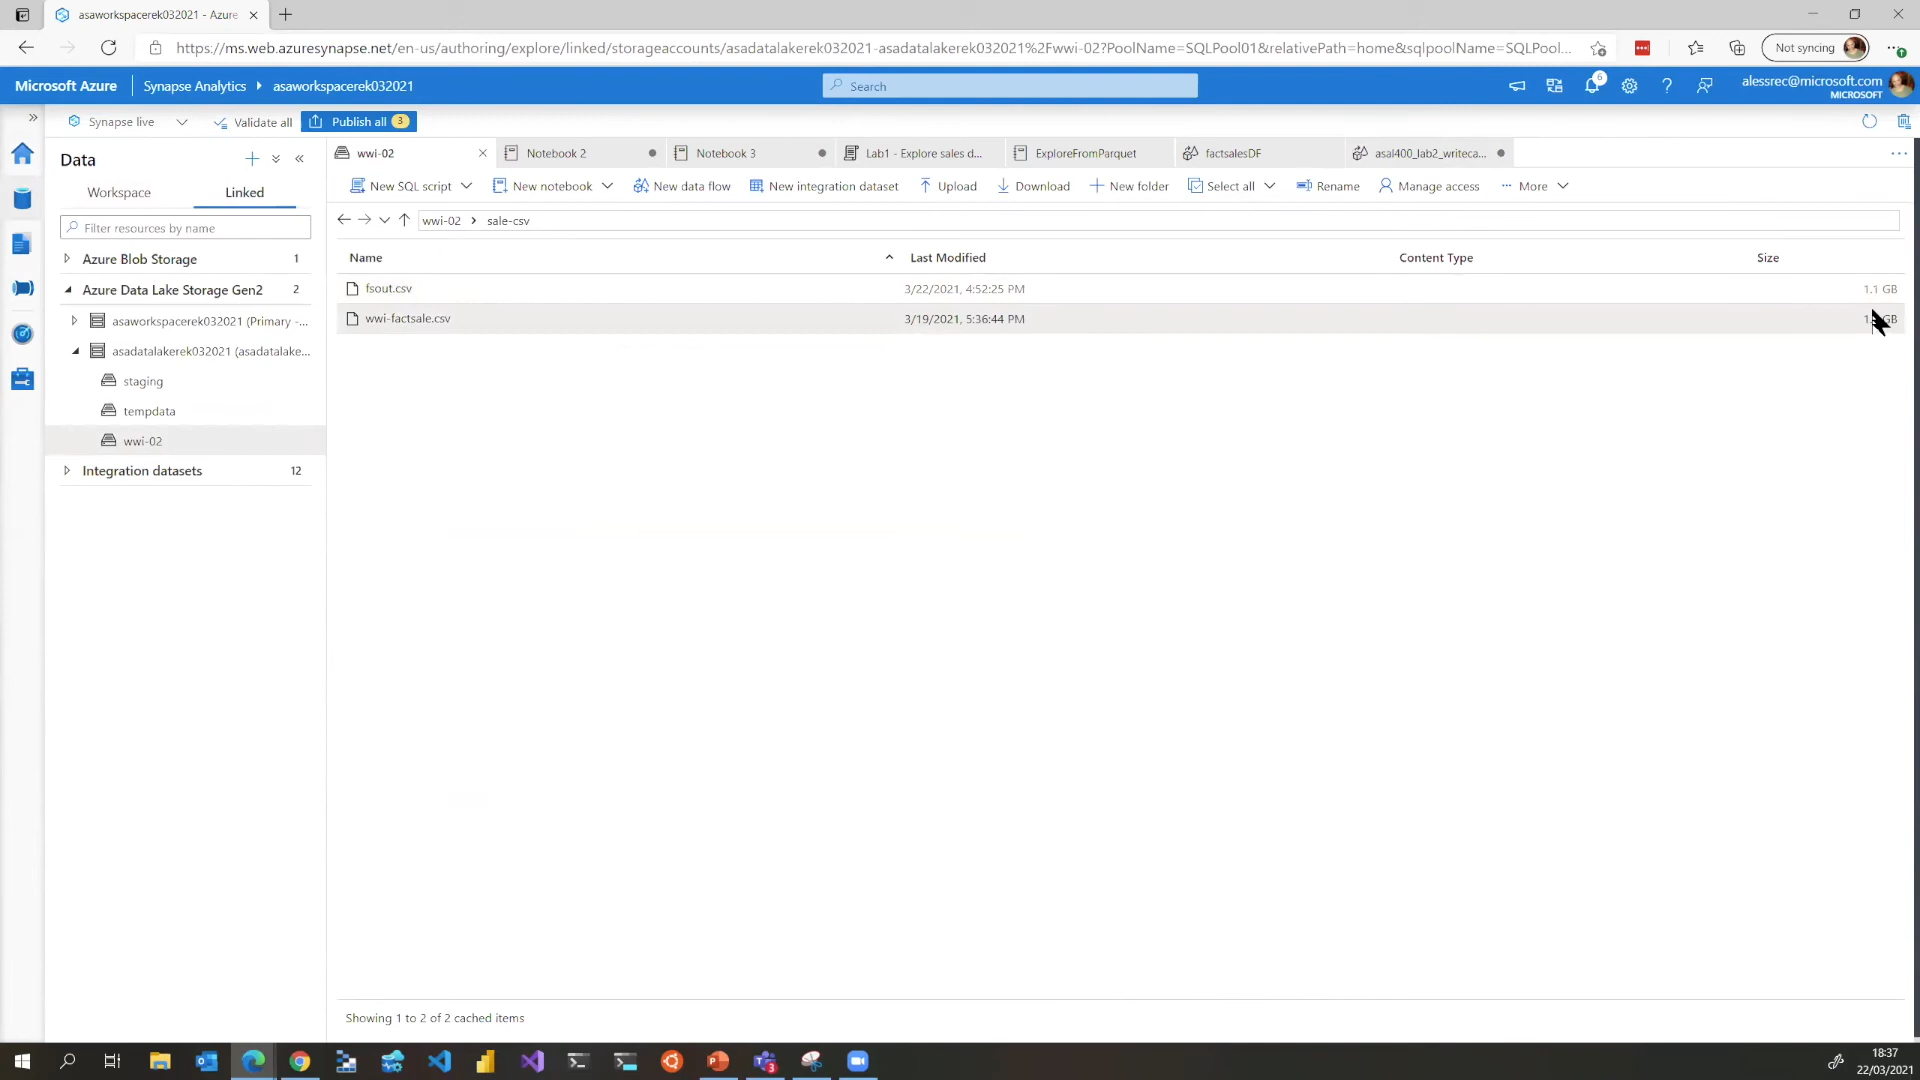 asaworkspacerek032021 - Azure
https://ms.web.azuresynapse.net/en-us/authoring/explore/linked/storageaccounts/asadatalakerek032021-asadatalakerek032021%2Fwwi-02?PoolName=SQLPool01&relativePath=home&sqlpoolName=SQLPool...
Not syncing
Microsoft Azure
Synapse Analytics
asaworkspacerek032021
Search
6
alessrec@microsoft.com
MICROSOFT
Synapse live
Validate all
Publish all
3
Data
Workspace
Linked
Filter resources by name
Azure Blob Storage 1
Azure Data Lake Storage Gen2 2
asaworkspacerek032021 (Primary -...
asadatalakerek032021 (asadatalake...
staging
tempdata
wwi-02
Integration datasets 12
wwi-02
Notebook 2
Notebook 3
Lab1 - Explore sales d...
ExploreFromParquet
factsalesDF
asal400_lab2_writeca...
New SQL script
New notebook
New data flow
New integration dataset
Upload
Download
New folder
Select all
Rename
Manage access
More
wwi-02 > sale-csv
Name Last Modified Content Type Size
fsout.csv 3/22/2021, 4:52:25 PM 1.1 GB
wwi-factsale.csv 3/19/2021, 5:36:44 PM GB
Showing 1 to 2 of 2 cached items
3
18:37
22/03/2021